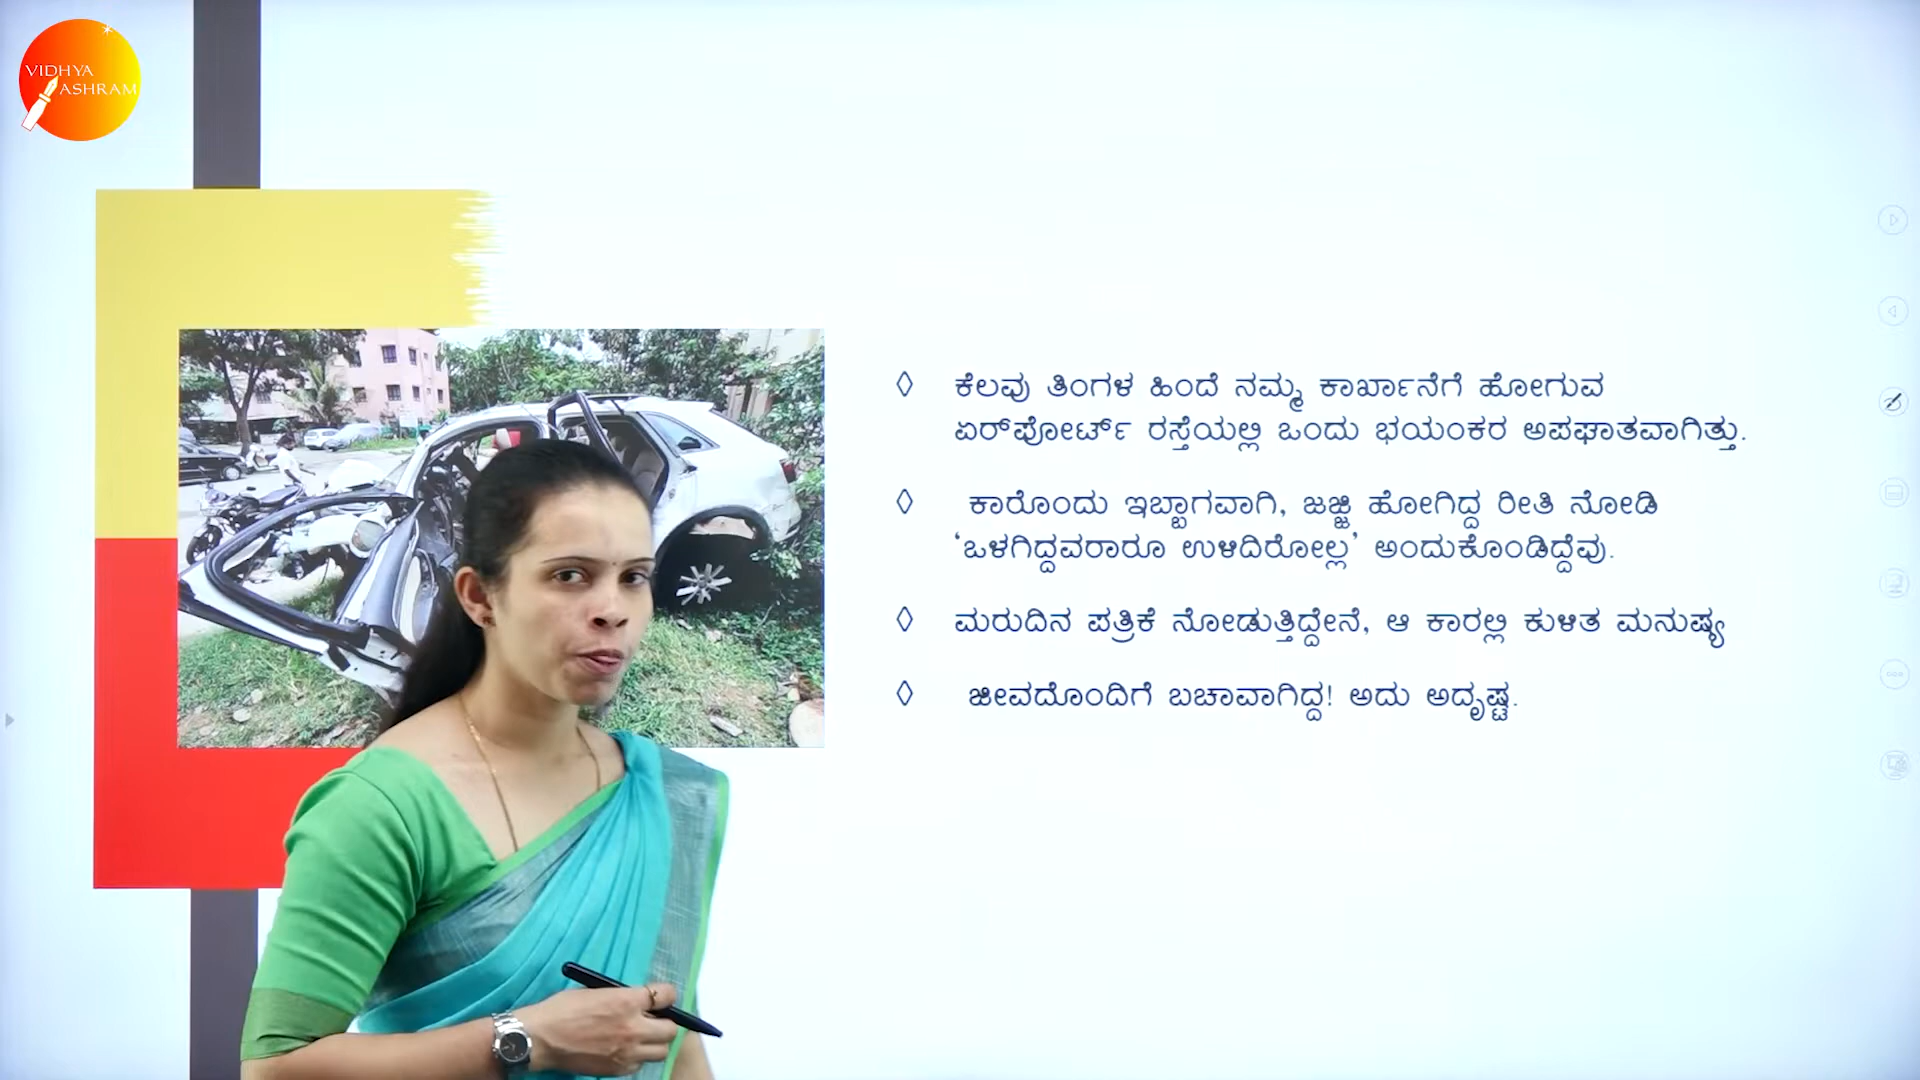 VIDHYA
ASHRAM
ಕೆಲವು ತಿಂಗಳ ಹಿಂದೆ ನಮ್ಮ ಕಾರ್ಖಾನೆಗೆ ಹೋಗುವ
ಏರ್‌ಪೋರ್ಟ್ ರಸ್ತೆಯಲ್ಲಿ ಒಂದು ಭಯಂಕರ ಅಪಘಾತವಾಗಿತ್ತು.
ಕಾರೊಂದು ಇಬ್ಬಾಗವಾಗಿ, ಜಜ್ಜಿ ಹೋಗಿದ್ದ ರೀತಿ ನೋಡಿ
‘ಒಳಗಿದ್ದವರಾರೂ ಉಳಿದಿರೋಲ್ಲ’ ಅಂದುಕೊಂಡಿದ್ದೆವು.
ಮರುದಿನ ಪತ್ರಿಕೆ ನೋಡುತ್ತಿದ್ದೇನೆ, ಆ ಕಾರಲ್ಲಿ ಕುಳಿತ ಮನುಷ್ಯ
ಜೀವದೊಂದಿಗೆ ಬಚಾವಾಗಿದ್ದ! ಅದು ಅದೃಷ್ಟ.